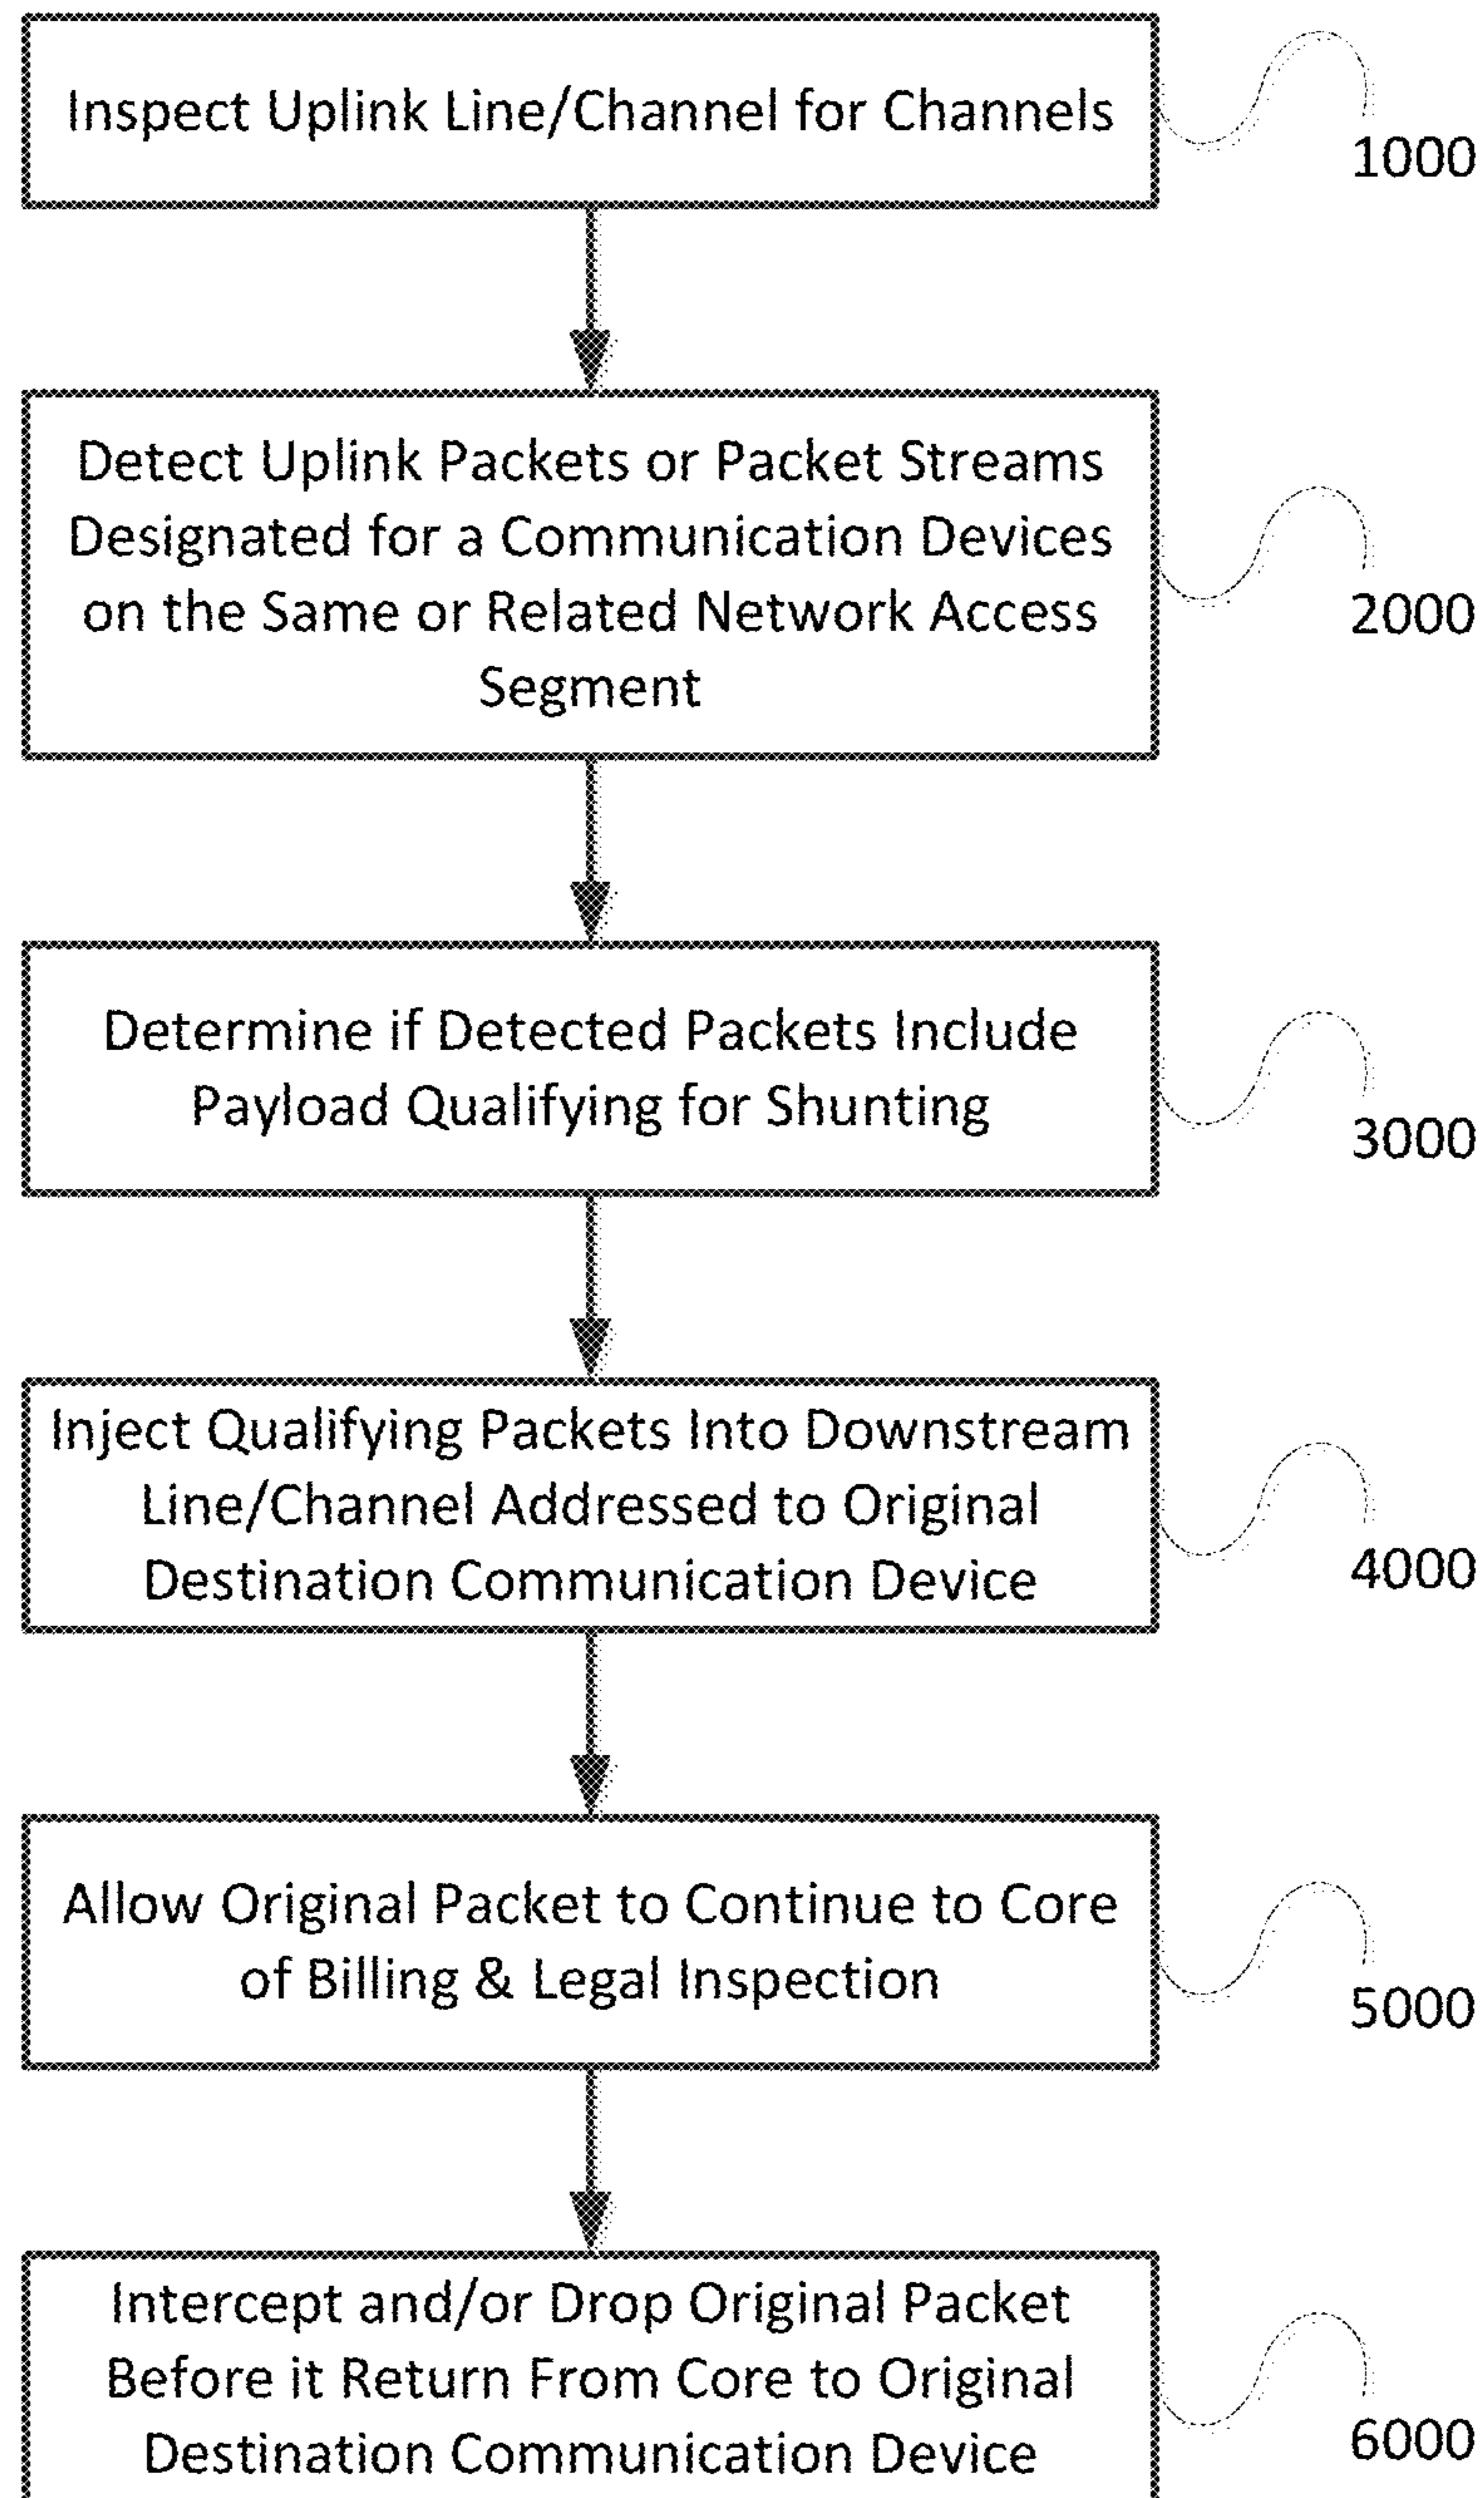 Inspect Uplink Line/Channel for Channels
1000
Detect Uplink Packets or Packet Streams
Designated for a Communication Devices
on the Same or Related Network Access
Segment
2000
Determine if Detected Packets Include
Payload Qualifying for Shunting
3000
Inject Qualifying Packets Into Downstream
Line/Channel Addressed to Original
Destination Communication Device
4000
Allow Original Packet to Continue to Core
of Billing & Legal Inspection
5000
Intercept and/or Drop Original Packet
Before it Return From Core to Original
Destination Communication Device
6000